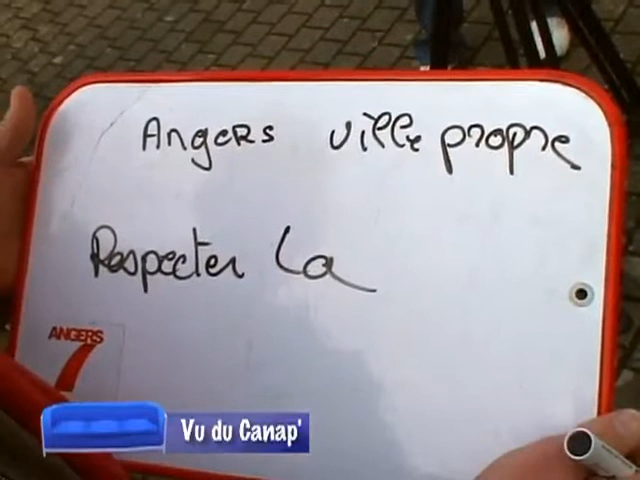 Angers ville propre
Respecter La
ANGERS
7
Vu du Canap'